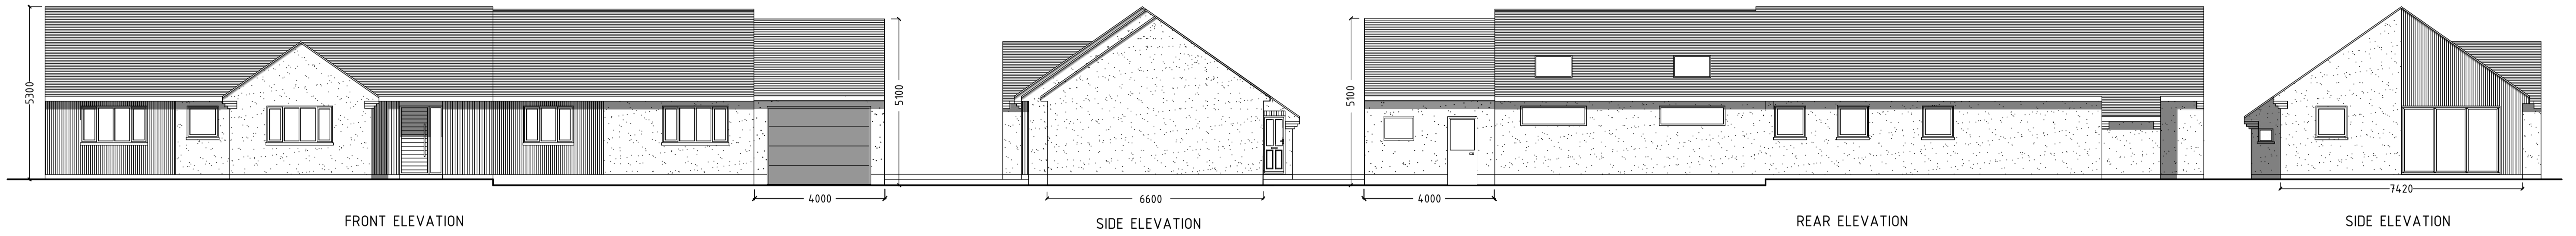 5300
5100
4000
FRONT ELEVATION
6600
SIDE ELEVATION
5100
4000
REAR ELEVATION
7420
SIDE ELEVATION